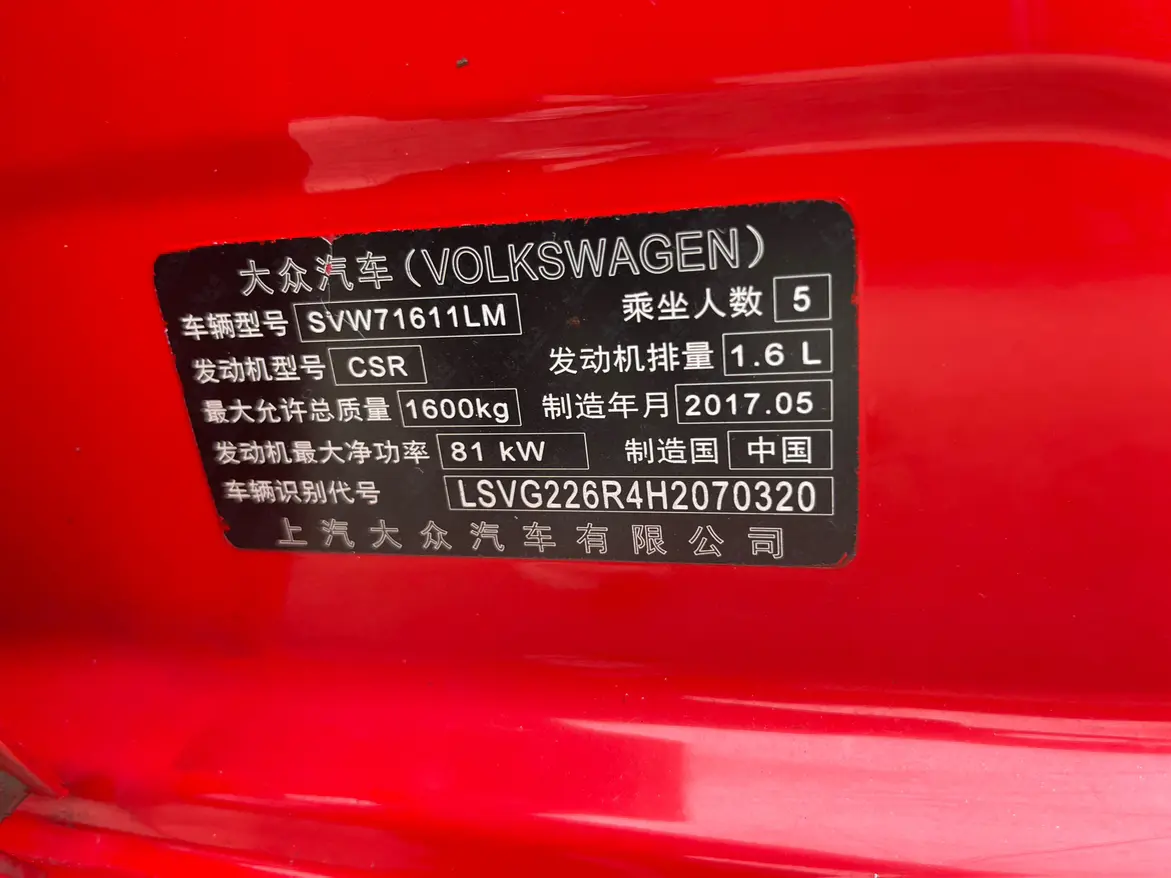 大众汽车(VOLKSWAGEN)
车辆型号 SVW71611LM 乘坐人数 5
发动机型号 CSR 发动机排量 1.6 L
最大允许总质量 1600kg 制造年月 2017.05
发动机最大净功率 81 kW 制造国 中国
车辆识别代号 LSVG226R4H2070320
上汽大众汽车有限公司